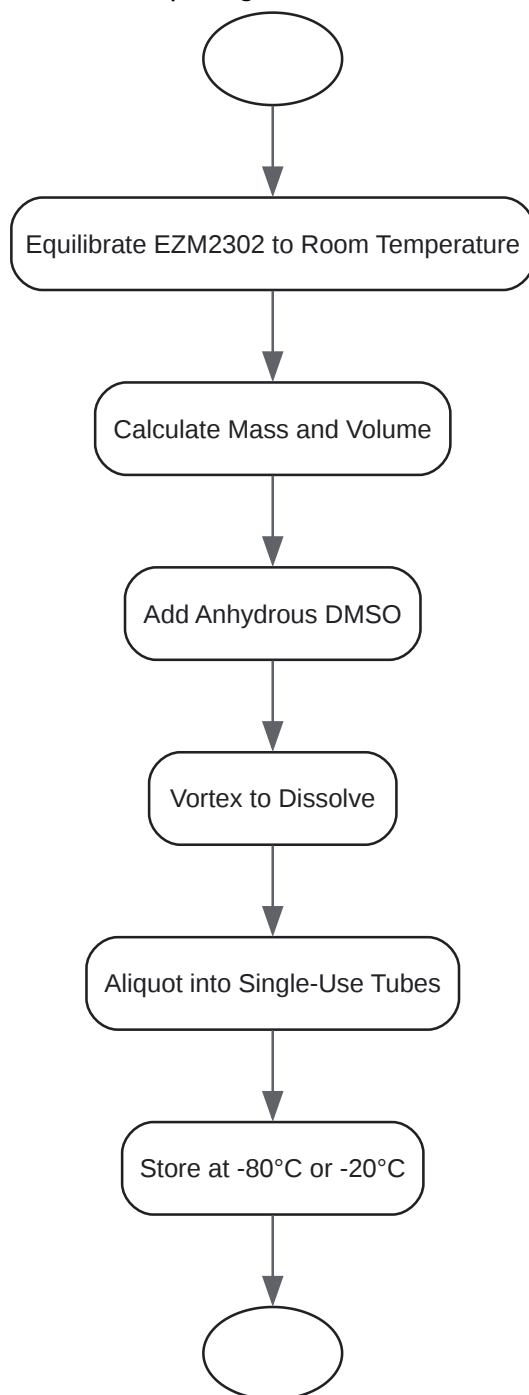 Equilibrate EZM2302 to Room Temperature
Calculate Mass and Volume
Add Anhydrous DMSO
Vortex to Dissolve
Aliquot into Single-Use Tubes
Store at -80°C or -20°C